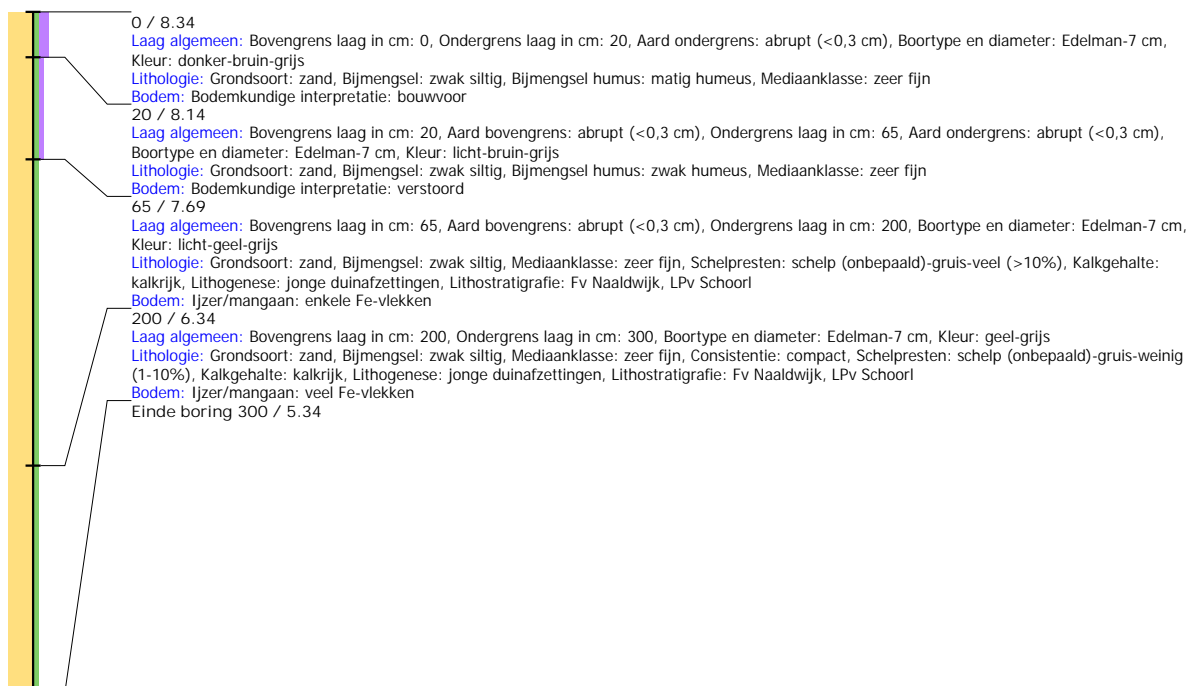 0 / 8.34
Laag algemeen: Bovengrens laag in cm: 0, Ondergrens laag in cm: 20, Aard ondergrens: abrupt (<0,3 cm), Boortype en diameter: Edelman-7 cm,
Kleur: donker-bruin-grijs
Lithologie: Grondsoort: zand, Bijmengsel: zwak siltig, Bijmengsel humus: matig humeus, Mediaanklasse: zeer fijn
Bodem: Bodemkundige interpretatie: bouwvoor
20 / 8.14
Laag algemeen: Bovengrens laag in cm: 20, Aard bovengrens: abrupt (<0,3 cm), Ondergrens laag in cm: 65, Aard ondergrens: abrupt (<0,3 cm),
Boortype en diameter: Edelman-7 cm, Kleur: licht-bruin-grijs
Lithologie: Grondsoort: zand, Bijmengsel: zwak siltig, Bijmengsel humus: zwak humeus, Mediaanklasse: zeer fijn
Bodem: Bodemkundige interpretatie: verstoord
65 / 7.69
Laag algemeen: Bovengrens laag in cm: 65, Aard bovengrens: abrupt (<0,3 cm), Ondergrens laag in cm: 200, Boortype en diameter: Edelman-7 cm,
Kleur: licht-geel-grijs
Lithologie: Grondsoort: zand, Bijmengsel: zwak siltig, Mediaanklasse: zeer fijn, Schelpresten: schelp (onbepaald)-gruis-veel (>10%), Kalkgehalte:
kalkrijk, Lithogenese: jonge duinafzettingen, Lithostratigrafie: Fv Naaldwijk, LPv Schoorl
Bodem: Ijzer/mangaan: enkele Fe-vlekken
200 / 6.34
Laag algemeen: Bovengrens laag in cm: 200, Ondergrens laag in cm: 300, Boortype en diameter: Edelman-7 cm, Kleur: geel-grijs
Lithologie: Grondsoort: zand, Bijmengsel: zwak siltig, Mediaanklasse: zeer fijn, Consistentie: compact, Schelpresten: schelp (onbepaald)-gruis-weinig
(1-10%), Kalkgehalte: kalkrijk, Lithogenese: jonge duinafzettingen, Lithostratigrafie: Fv Naaldwijk, LPv Schoorl
Bodem: Ijzer/mangaan: veel Fe-vlekken
Einde boring 300 / 5.34